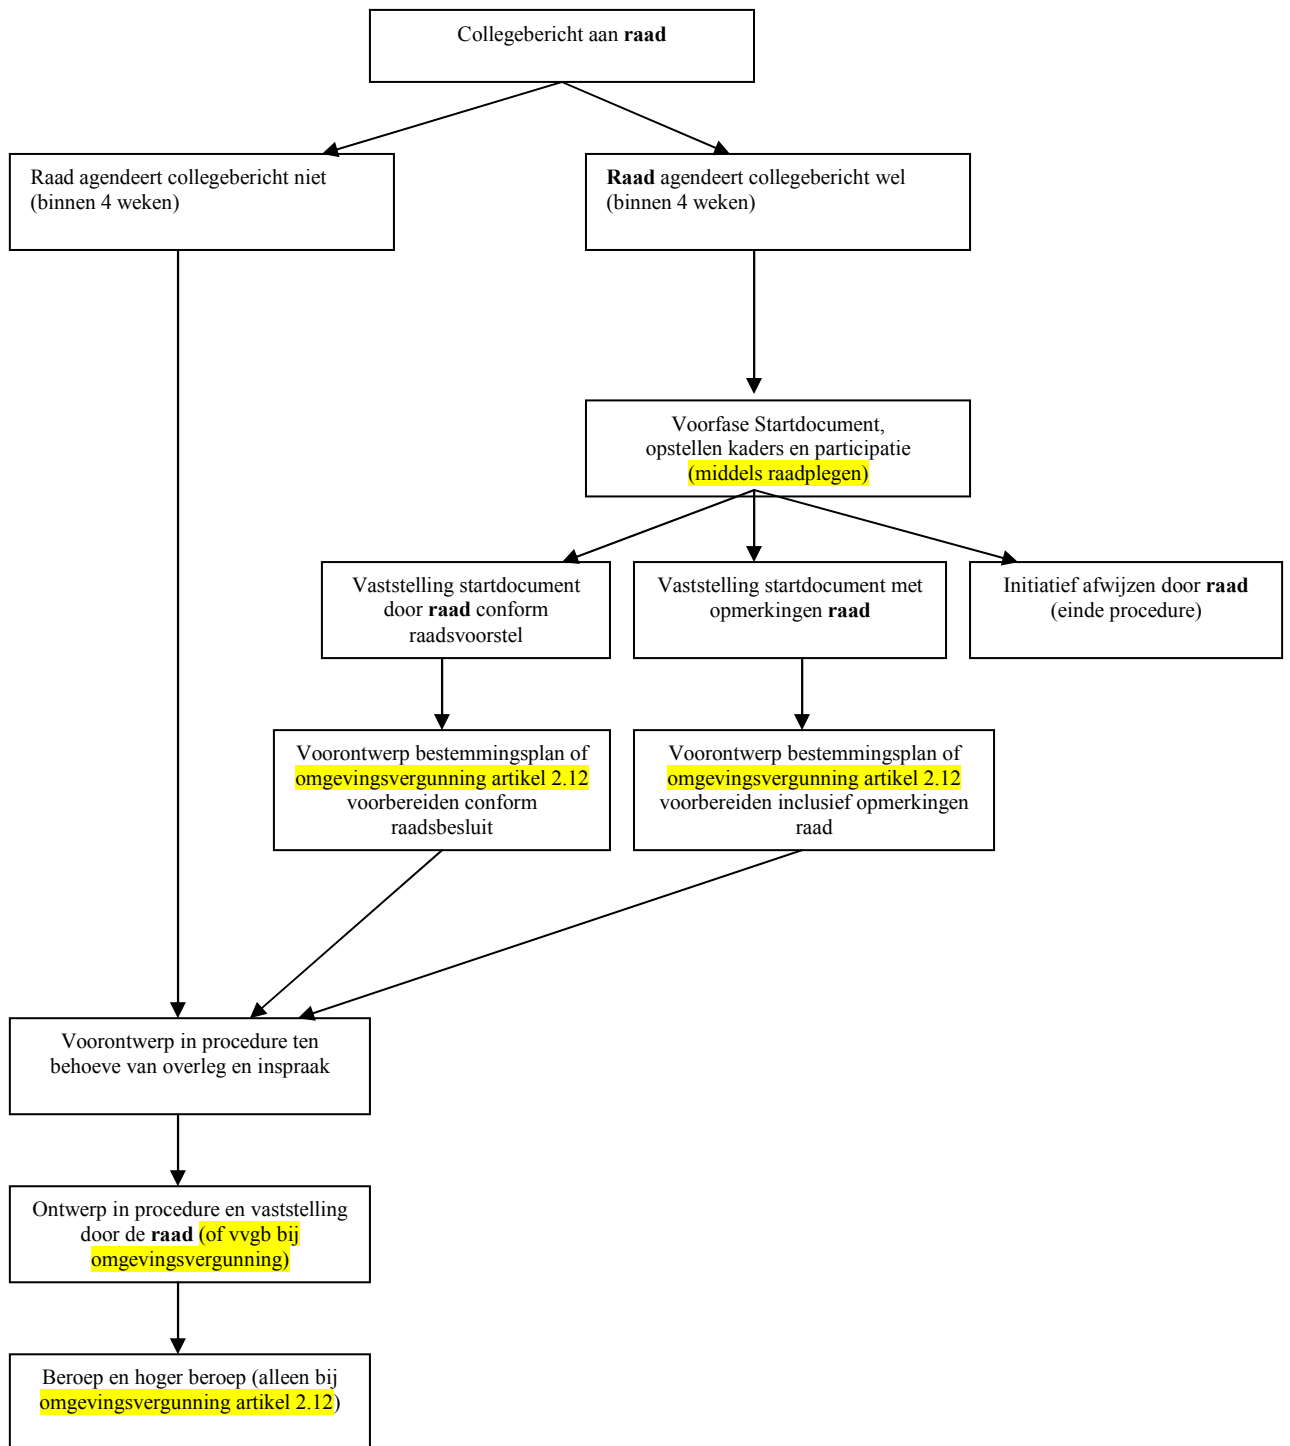 Collegebericht aan raad
Raad agendeert collegebericht niet
(binnen 4 weken)
Raad agendeert collegebericht wel
(binnen 4 weken)
Voorfase Startdocument,
opstellen kaders en participatie
(middels raadplegen)
Vaststelling startdocument
door raad conform
raadsvoorstel
Vaststelling startdocument met
opmerkingen raad
Initiatief afwijzen door raad
(einde procedure)
Voorontwerp bestemmingsplan of
omgevingsvergunning artikel 2.12
voorbereiden conform
raadsbesluit
Voorontwerp bestemmingsplan of
omgevingsvergunning artikel 2.12
voorbereiden inclusief opmerkingen
raad
Voorontwerp in procedure ten
behoeve van overleg en inspraak
Ontwerp in procedure en vaststelling
door de raad (of vvgb bij
omgevingsvergunning)
Beroep en hoger beroep (alleen bij
omgevingsvergunning artikel 2.12)